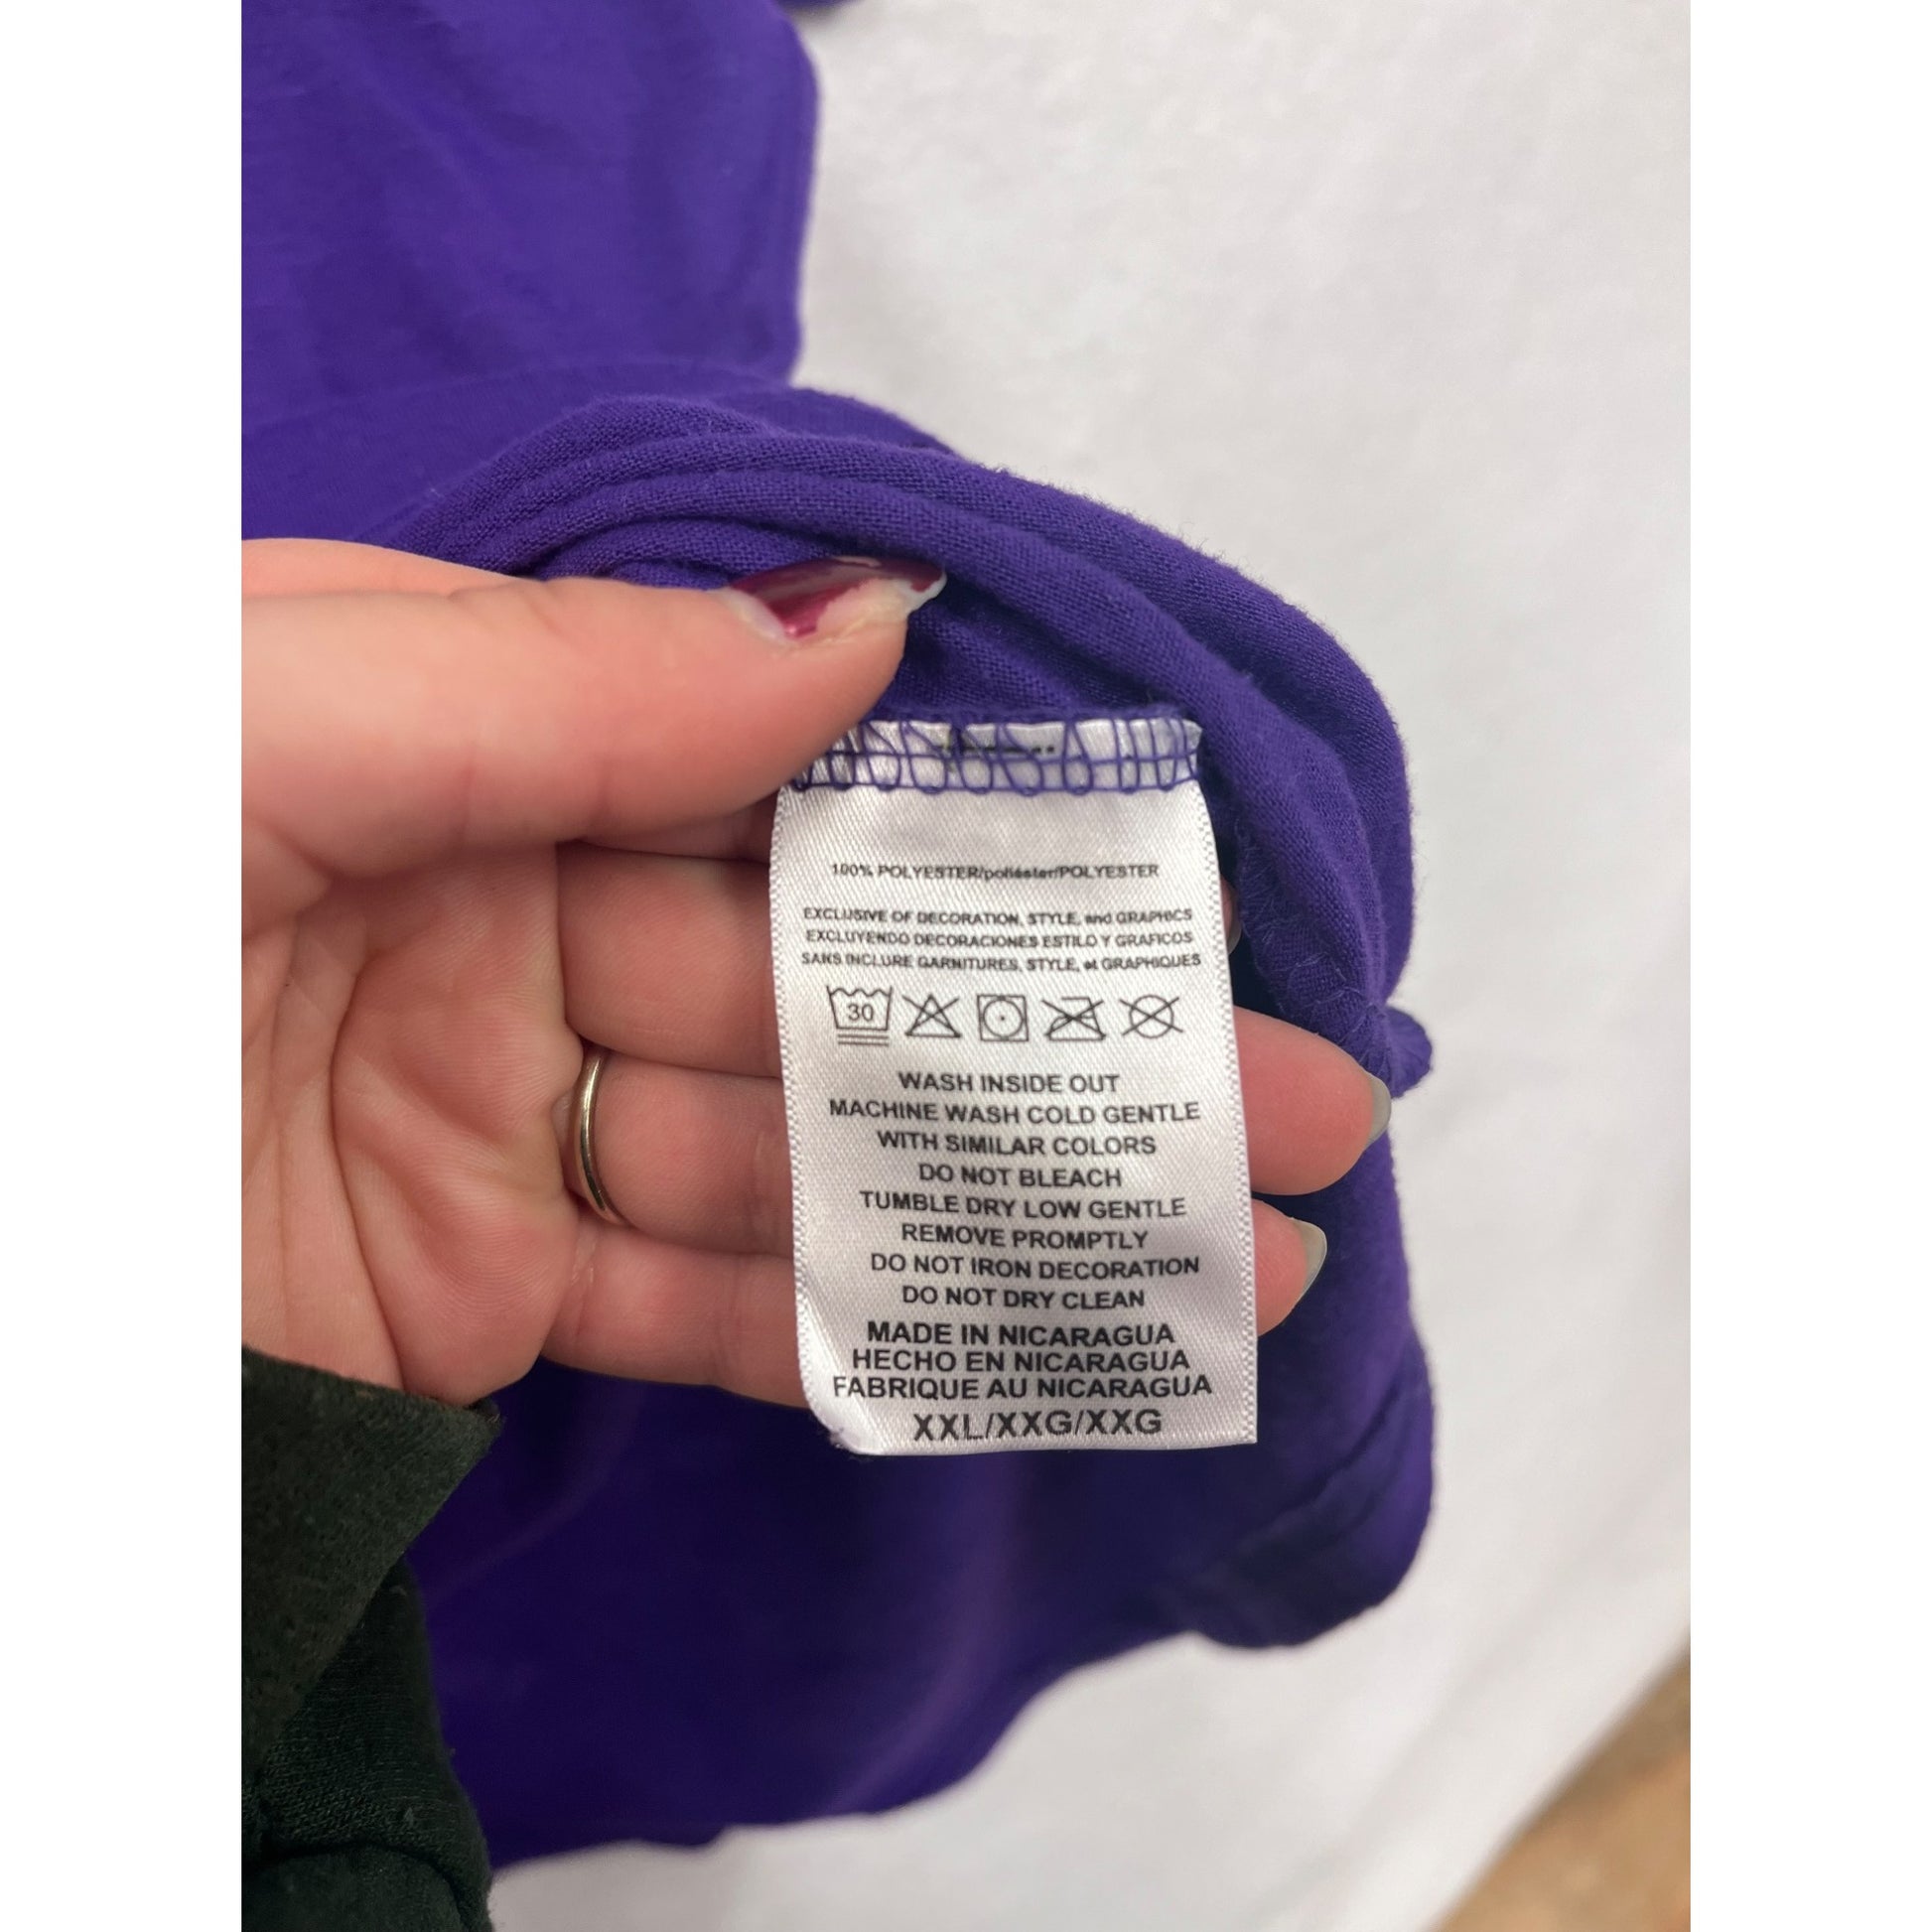 100% POLYESTER/poliéster/POLYESTER
EXCLUSIVE OF DECORATION, STYLE, and GRAPHICS
EXCLUYENDO DECORACIONES ESTILO Y GRAFICOS
SANS INCLURE GARNITURES, STYLE, et GRAPHIQUES
30
WASH INSIDE OUT
MACHINE WASH COLD GENTLE
WITH SIMILAR COLORS
DO NOT BLEACH
TUMBLE DRY LOW GENTLE
REMOVE PROMPTLY
DO NOT IRON DECORATION
DO NOT DRY CLEAN
MADE IN NICARAGUA
HECHO EN NICARAGUA
FABRIQUE AU NICARAGUA
XXL/XXG/XXG